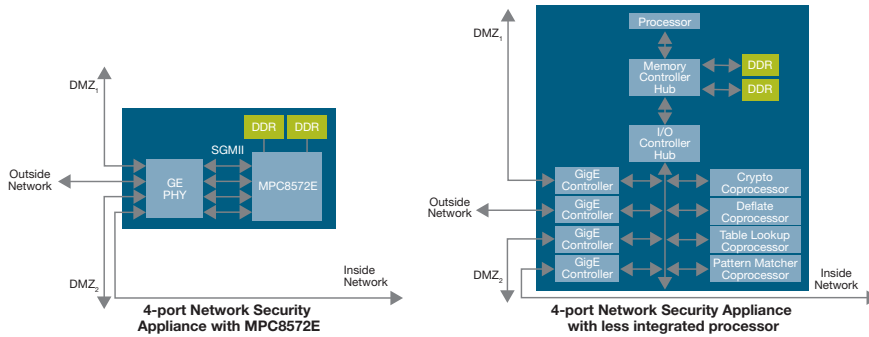 DMZ1
DDR
DDR
SGMII
Outside
Network
GE
PHY
MPC8572E
DMZ2
Inside
Network
4-port Network Security
Appliance with MPC8572E
DMZ1
Processor
Memory
Controller
Hub
DDR
DDR
I/O
Controller
Hub
GigE
Controller
Crypto
Coprocessor
Outside
Network
GigE
Controller
Deflate
Coprocessor
GigE
Controller
Table Lookup
Coprocessor
DMZ2
GigE
Controller
Pattern Matcher
Coprocessor
Inside
Network
4-port Network Security Appliance
with less integrated processor